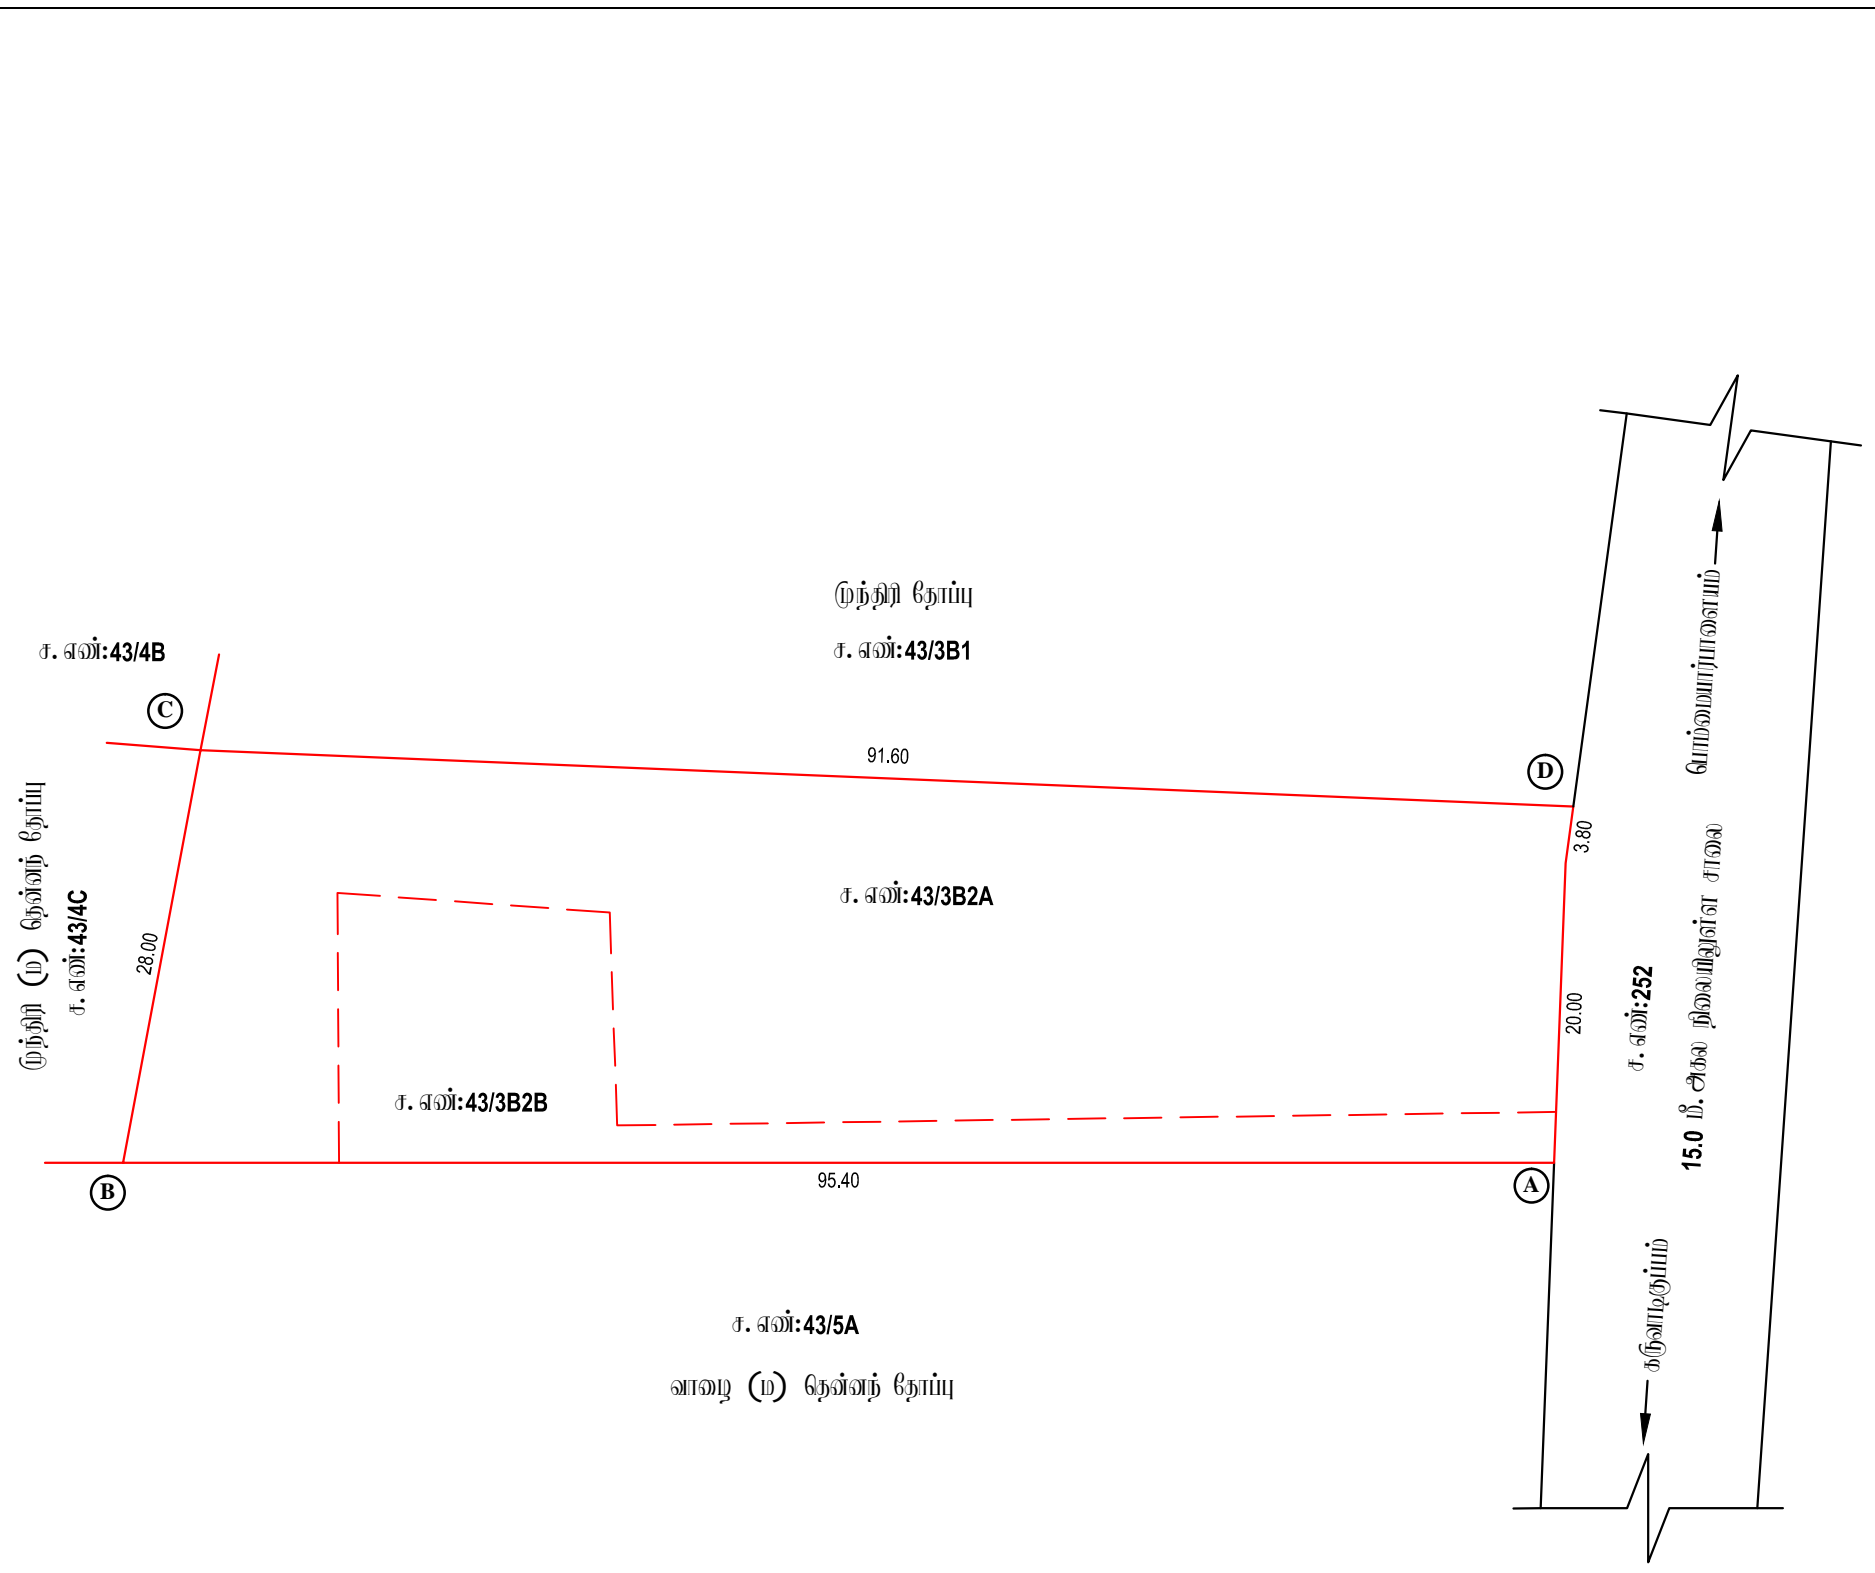 முந்திரி தோப்பு
ச.எண்:43/3B1
ச.எண்:43/4B
C
91.60
D
3.80
முந்திரி (ம) தென்னந் தோப்பு
ச.எண்:43/4C
28.00
ச.எண்:43/3B2A
20.00
ச.எண்:43/3B2B
95.40
B
A
ச.எண்:43/5A
வாழை (ம) தென்னந் தோப்பு
பொம்மையார்பாளையம்
ச.எண்:252
15.0 மீ.அகல நிலையிலுள்ள சாலை
கருவாடிகுப்பம்